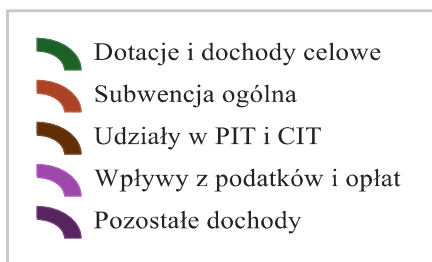 Dotacje i dochody celowe
Subwencja ogólna
Udziały w PIT i CIT
Wpływy z podatków i opłat
Pozostałe dochody